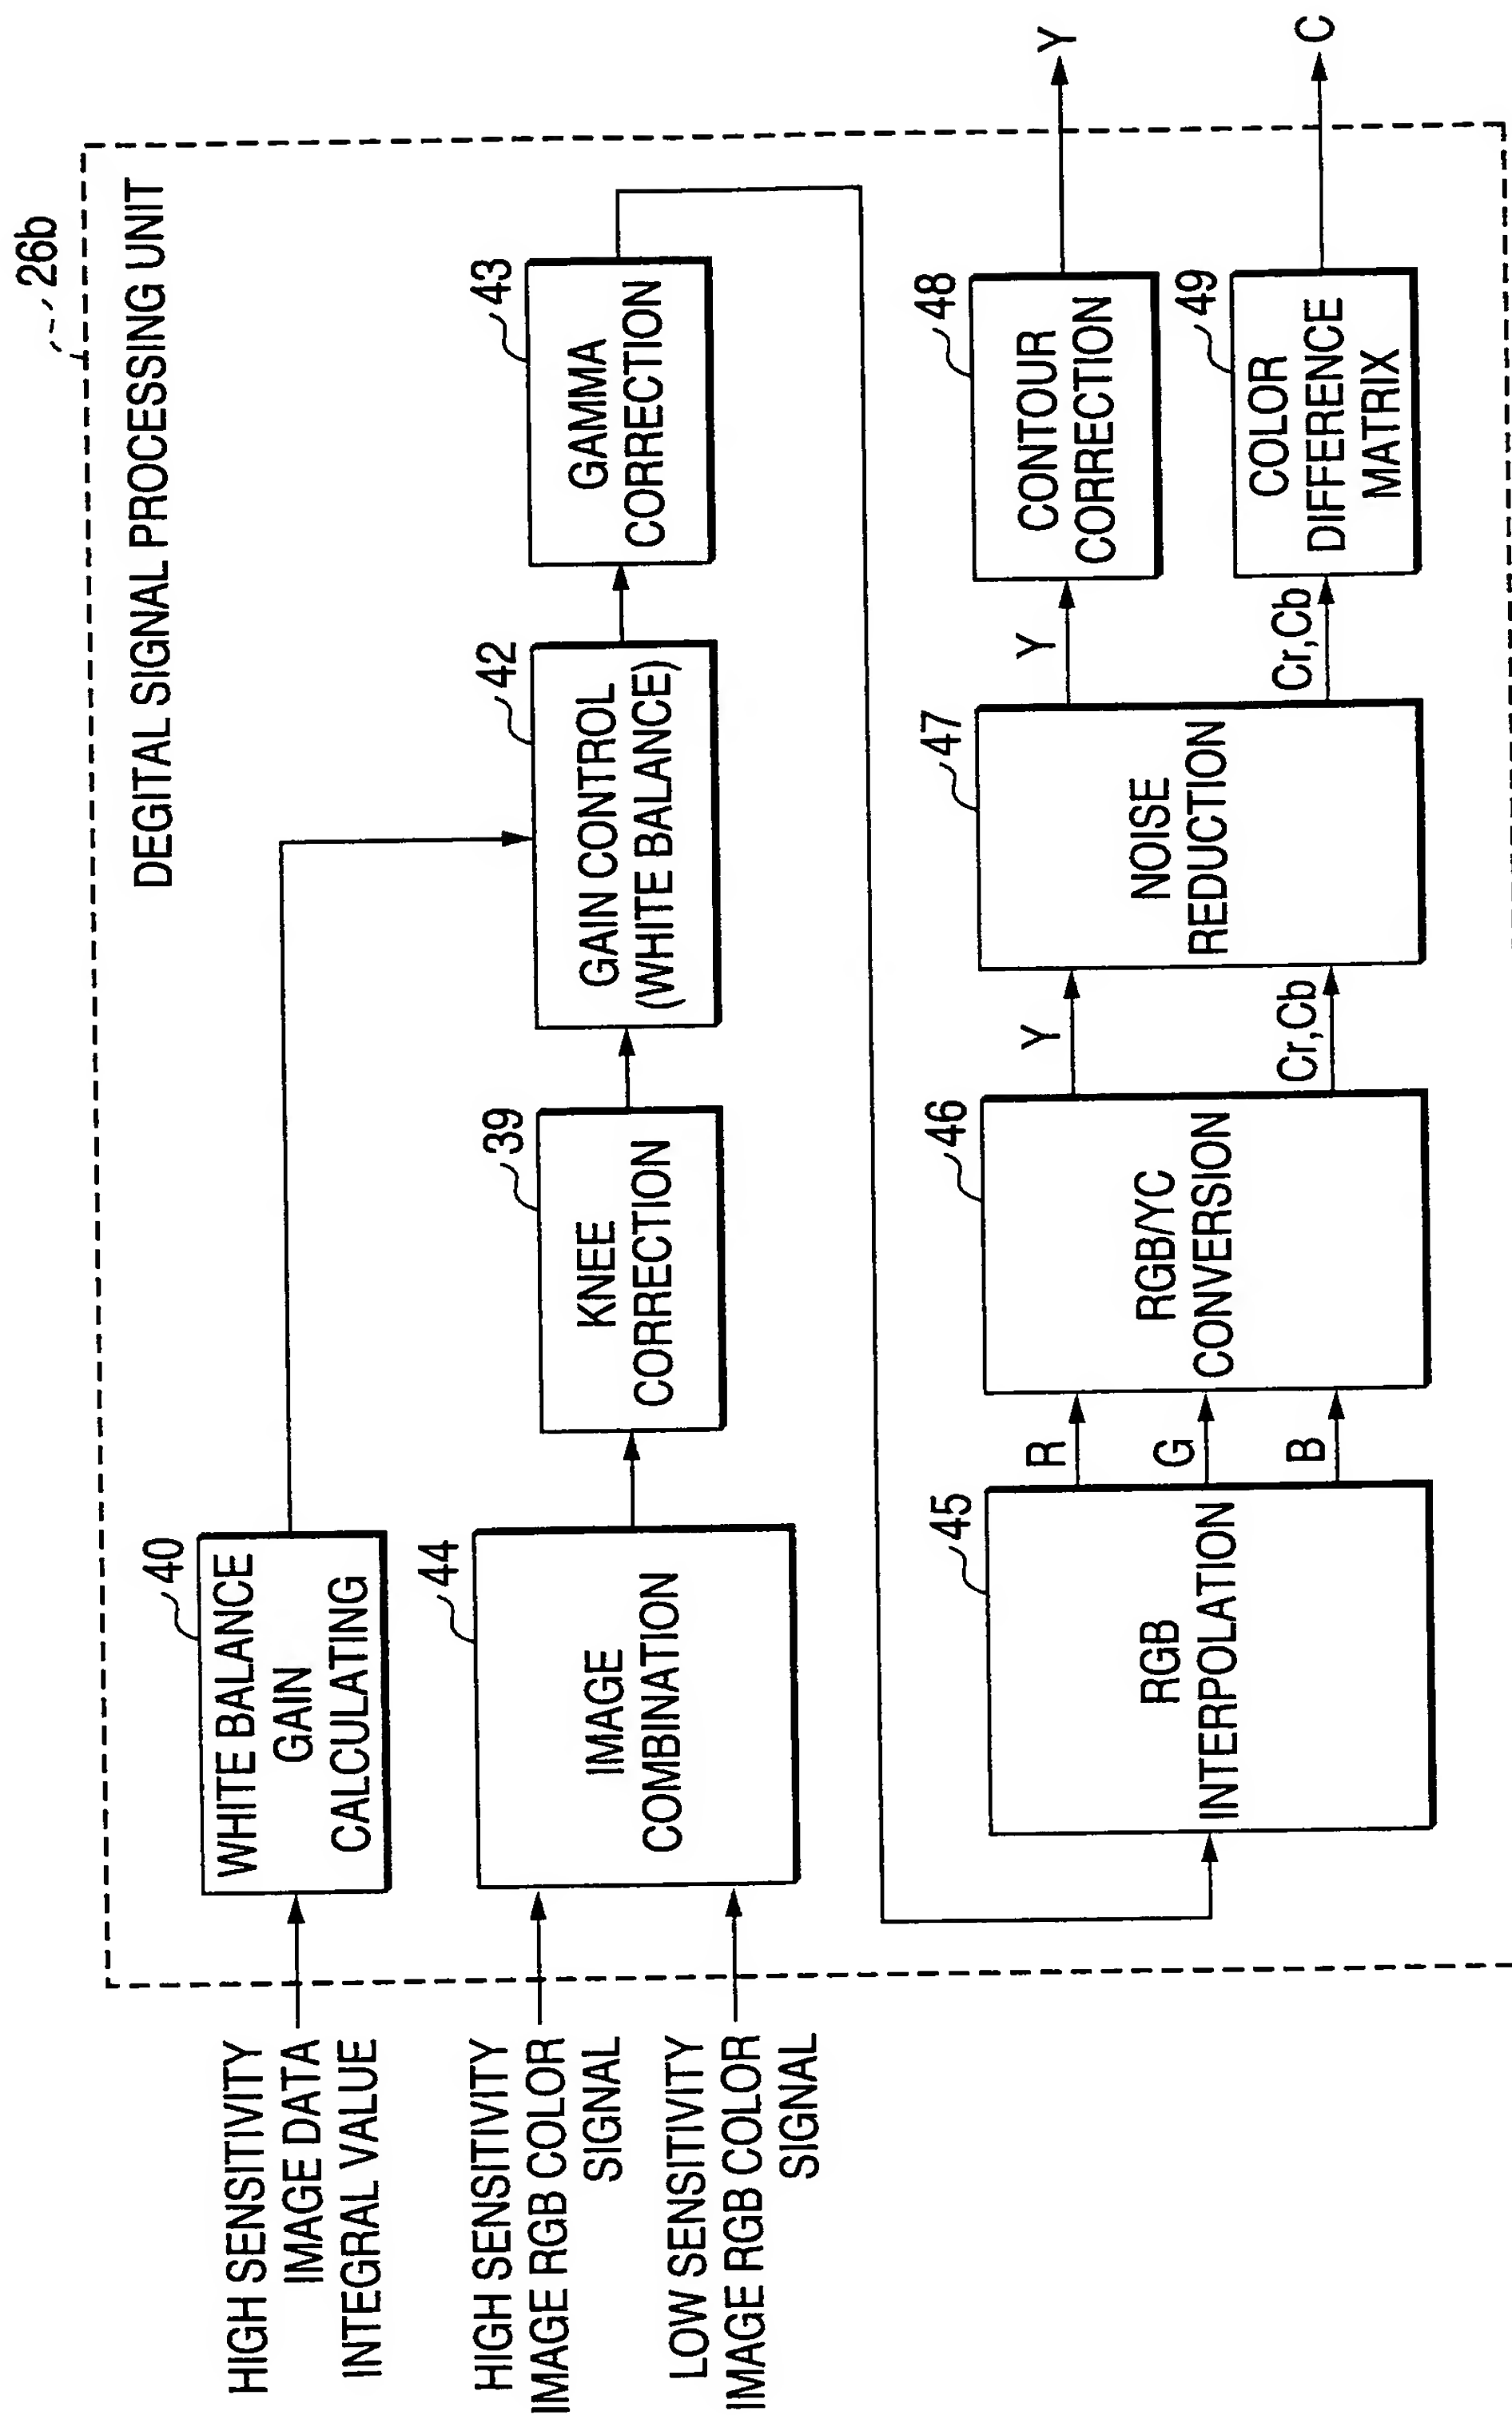 26b
DEGITAL SIGNAL PROCESSING UNIT
HIGH SENSITIVITY
IMAGE DATA
INTEGRAL VALUE
40
WHITE BALANCE
GAIN
CALCULATING
HIGH SENSITIVITY
IMAGE RGB COLOR
SIGNAL
LOW SENSITIVITY
IMAGE RGB COLOR
SIGNAL
44
IMAGE
COMBINATION
39
KNEE
CORRECTION
42
GAIN CONTROL
(WHITE BALANCE)
43
GAMMA
CORRECTION
45
RGB
INTERPOLATION
R
G
B
46
RGB/YC
CONVERSION
Y
Cr,Cb
47
NOISE
REDUCTION
Y
Cr,Cb
48
CONTOUR
CORRECTION
Y
49
COLOR
DIFFERENCE
MATRIX
C